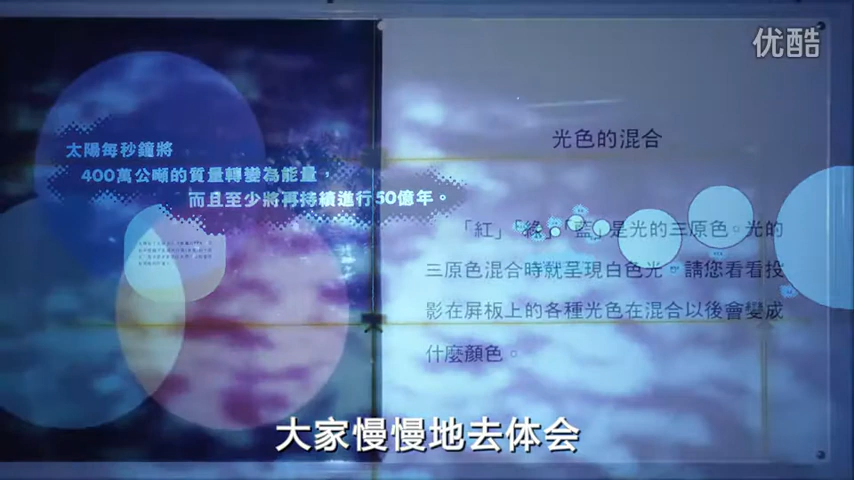 优酷
光色的混合
太陽每秒鐘將
400萬公噸的質量轉變為能量，
而且至少將再持續進行50億年。
「紅」「綠」「藍」是光的三原色。光的
三原色混合時就呈現白色光。請您看看投
影在屏板上的各種光色在混合以後會變成
什麼顏色。
大家慢慢地去体会